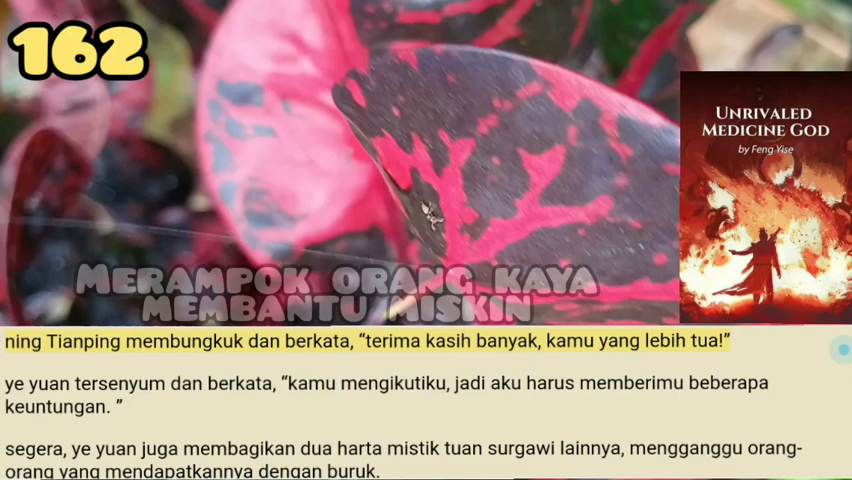 162
UNRIVALED
MEDICINE GOD
by Feng Yise
MERAMPOK ORANG KAYA
MEMBANTU MISKIN
ning Tianping membungkuk dan berkata, “terima kasih banyak, kamu yang lebih tua!”
ye yuan tersenyum dan berkata, “kamu mengikutiku, jadi aku harus memberimu beberapa
keuntungan. ”
segera, ye yuan juga membagikan dua harta mistik tuan surgawi lainnya, mengganggu orang-
orang yang mendapatkannya dengan buruk.